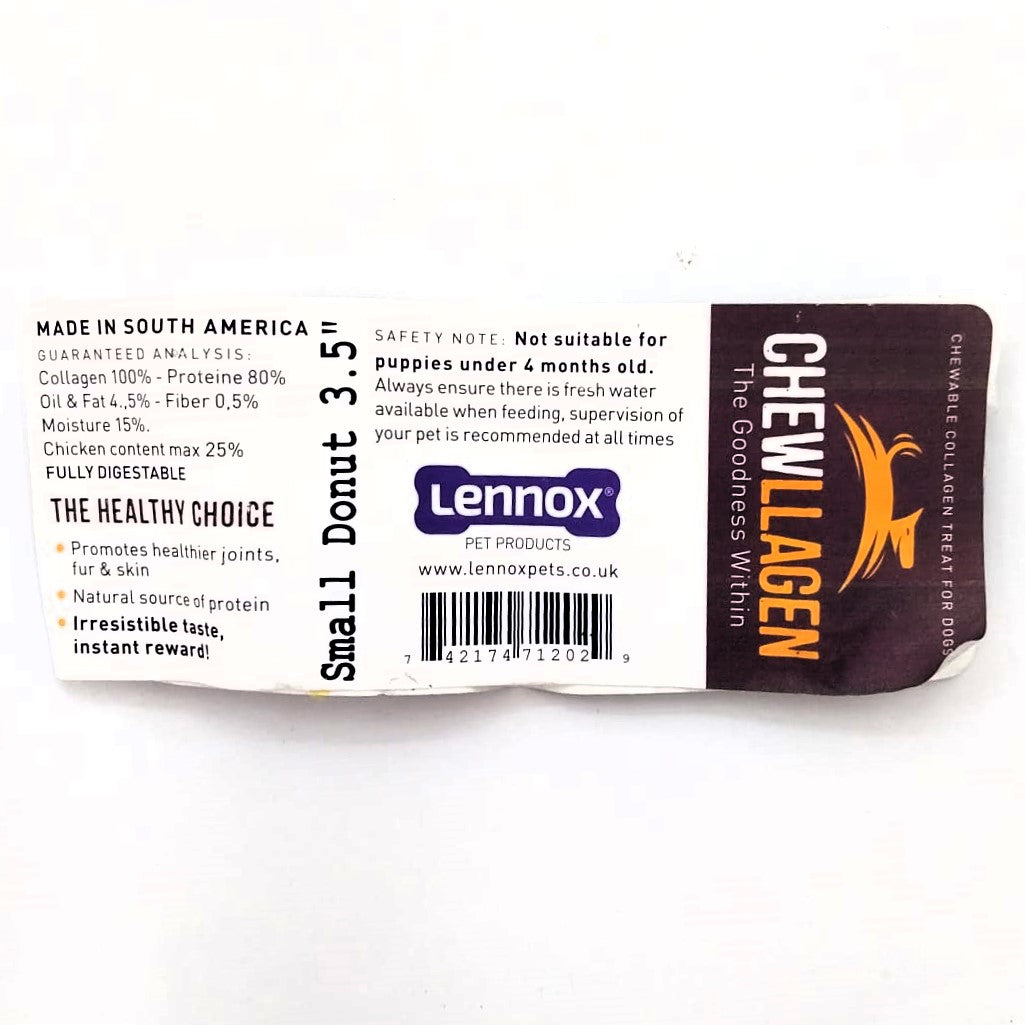 MADE IN SOUTH AMERICA
GUARANTEED ANALYSIS:
Collagen 100% - Proteine 80%
Oil & Fat 4.,5% - Fiber 0,5%
Moisture 15%.
Chicken content max 25%
FULLY DIGESTABLE
THE HEALTHY CHOICE
Promotes healthier joints,
fur & skin
Natural source of protein
Irresistible taste,
instant reward!
Small Donut 3.5"
SAFETY NOTE: Not suitable for
puppies under 4 months old.
Always ensure there is fresh water
available when feeding, supervision of
your pet is recommended at all times
Lennox®
PET PRODUCTS
www.lennoxpets.co.uk
7 42174 71202 9
CHEWLLAGEN
The Goodness Within
CHEWABLE COLLAGEN TREAT FOR DOGS